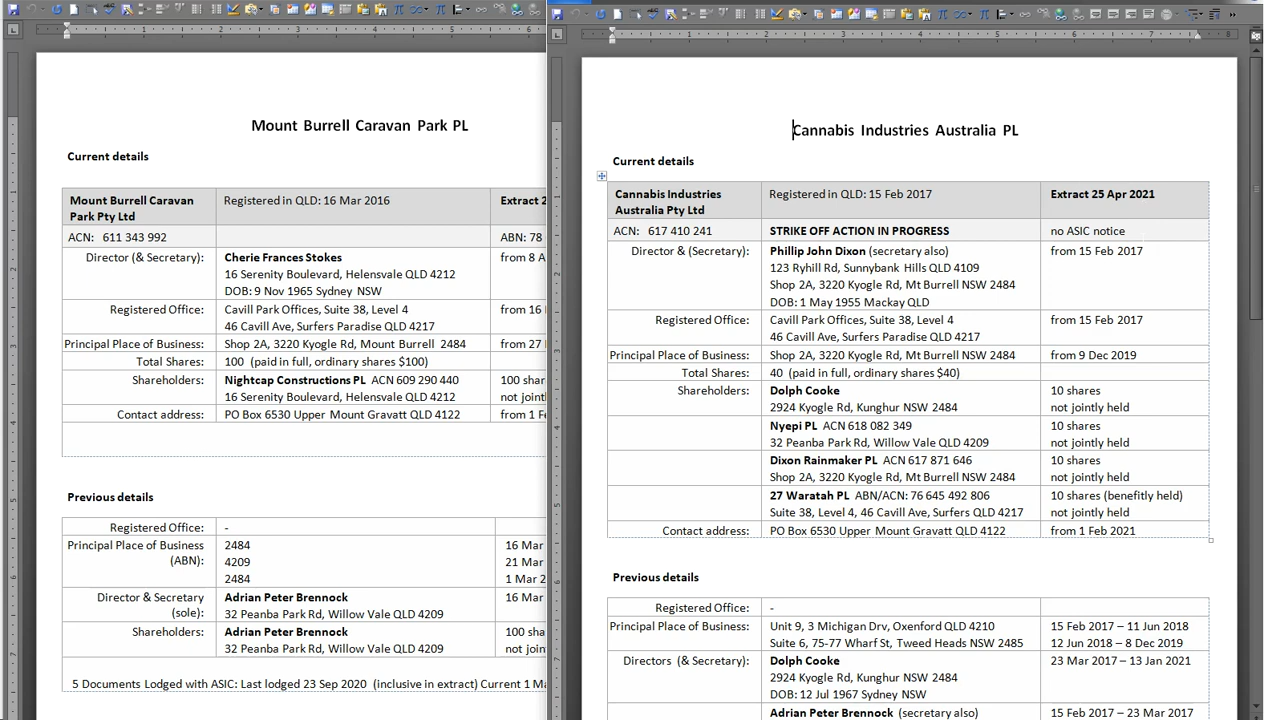 Mount Burrell Caravan Park PL
Current details
Mount Burrell Caravan Park Pty Ltd Registered in QLD: 16 Mar 2016 Extract 2
ACN: 611 343 992 ABN: 78
Director (& Secretary): Cherie Frances Stokes from 8 A
16 Serenity Boulevard, Helensvale QLD 4212
DOB: 9 Nov 1965 Sydney NSW
Registered Office: Cavill Park Offices, Suite 38, Level 4 from 16
46 Cavill Ave, Surfers Paradise QLD 4217
Principal Place of Business: Shop 2A, 3220 Kyogle Rd, Mount Burrell 2484 from 27
Total Shares: 100 (paid in full, ordinary shares $100)
Shareholders: Nightcap Constructions PL ACN 609 290 440 100 shar
16 Serenity Boulevard, Helensvale QLD 4212 not jointl
Contact address: PO Box 6530 Upper Mount Gravatt QLD 4122 from 1 Fe
Previous details
Registered Office: -
Principal Place of Business (ABN): 2484 16 Mar
4209 21 Mar
2484 1 Mar 2
Director & Secretary (sole): Adrian Peter Brennock 16 Mar
32 Peanba Park Rd, Willow Vale QLD 4209
Shareholders: Adrian Peter Brennock 100 sha
32 Peanba Park Rd, Willow Vale QLD 4209 not join
5 Documents Lodged with ASIC: Last lodged 23 Sep 2020 (inclusive in extract) Current 1 Ma
Cannabis Industries Australia PL
Current details
Cannabis Industries Australia Pty Ltd Registered in QLD: 15 Feb 2017 Extract 25 Apr 2021
ACN: 617 410 241 STRIKE OFF ACTION IN PROGRESS no ASIC notice
Director & (Secretary): Phillip John Dixon (secretary also) from 15 Feb 2017
123 Ryhill Rd, Sunnybank Hills QLD 4109
Shop 2A, 3220 Kyogle Rd, Mt Burrell NSW 2484
DOB: 1 May 1955 Mackay QLD
Registered Office: Cavill Park Offices, Suite 38, Level 4 from 15 Feb 2017
46 Cavill Ave, Surfers Paradise QLD 4217
Principal Place of Business: Shop 2A, 3220 Kyogle Rd, Mt Burrell NSW 2484 from 9 Dec 2019
Total Shares: 40 (paid in full, ordinary shares $40)
Shareholders: Dolph Cooke 10 shares
2924 Kyogle Rd, Kunghur NSW 2484 not jointly held
Nyepi PL ACN 618 082 349 10 shares
32 Peanba Park Rd, Willow Vale QLD 4209 not jointly held
Dixon Rainmaker PL ACN 617 871 646 10 shares
Shop 2A, 3220 Kyogle Rd, Mt Burrell NSW 2484 not jointly held
27 Waratah PL ABN/ACN: 76 645 492 806 10 shares (benefitly held)
Suite 38, Level 4, 46 Cavill Ave, Surfers QLD 4217 not jointly held
Contact address: PO Box 6530 Upper Mount Gravatt QLD 4122 from 1 Feb 2021
Previous details
Registered Office: -
Principal Place of Business: Unit 9, 3 Michigan Drv, Oxenford QLD 4210 15 Feb 2017 – 11 Jun 2018
Suite 6, 75-77 Wharf St, Tweed Heads NSW 2485 12 Jun 2018 – 8 Dec 2019
Directors (& Secretary): Dolph Cooke 23 Mar 2017 – 13 Jan 2021
2924 Kyogle Rd, Kunghur NSW 2484
DOB: 12 Jul 1967 Sydney NSW
Adrian Peter Brennock (secretary also) 15 Feb 2017 – 23 Mar 2017